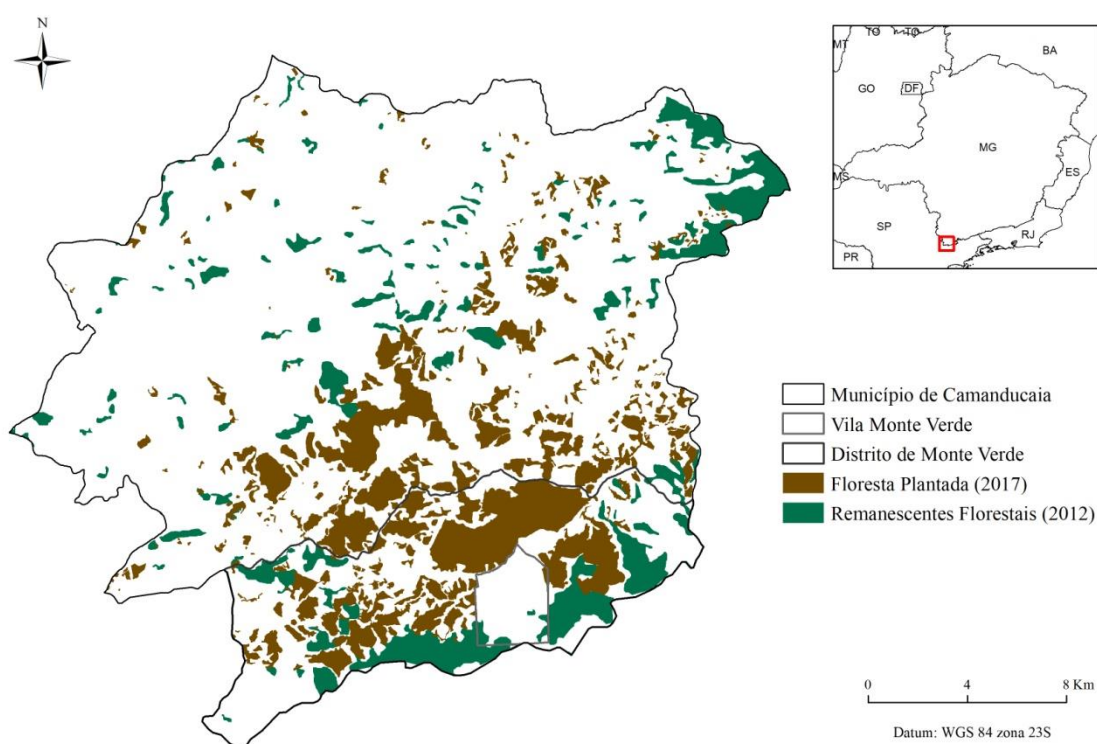 N
MT
TO
TO
BA
GO
DF
MG
MS
ES
SP
RJ
PR
Município de Camanducaia
Vila Monte Verde
Distrito de Monte Verde
Floresta Plantada (2017)
Remanescentes Florestais (2012)
0 4 8 Km
Datum: WGS 84 zona 23S